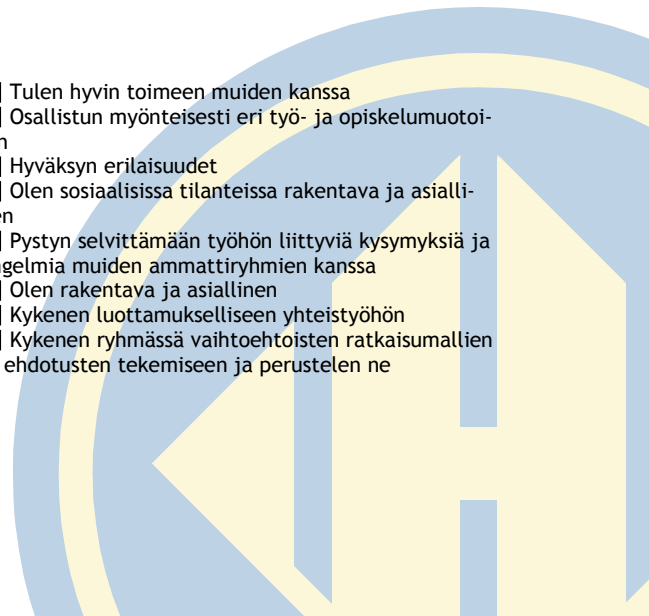 ] Tulen hyvin toimeen muiden kanssa
] Osallistun myönteisesti eri työ- ja opiskelumuotoi-
n
] Hyväksyn erilaisuudet
] Olen sosiaalisissa tilanteissa rakentava ja asialli-
en
] Pystyn selvittämään työhön liittyviä kysymyksiä ja
gelmia muiden ammattiryhmien kanssa
] Olen rakentava ja asiallinen
] Kykenen luottamukselliseen yhteistyöhön
] Kykenen ryhmässä vaihtoehtoisten ratkaisumallien
ehdotusten tekemiseen ja perustelen ne